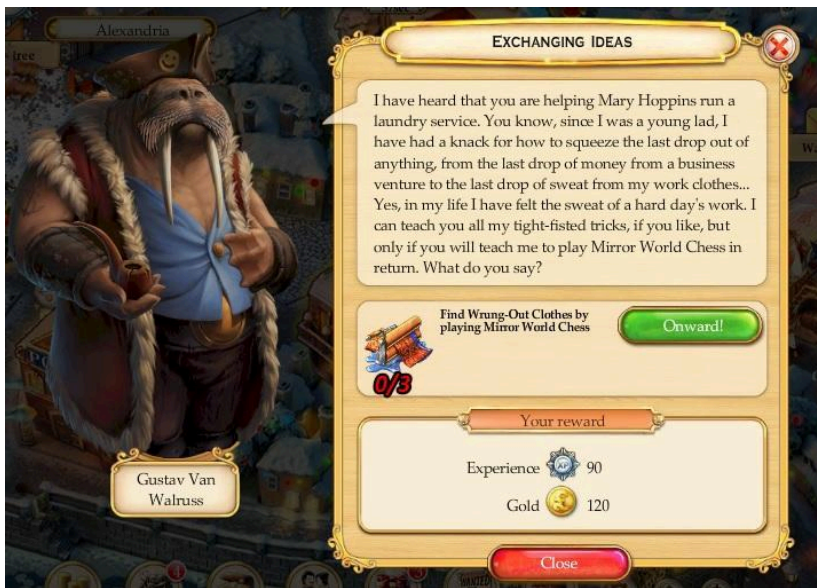 Alexandria
EXCHANGING IDEAS
tree
I have heard that you are helping Mary Hoppins run a
laundry service. You know, since I was a young lad, I
have had a knack for how to squeeze the last drop out of
anything, from the last drop of money from a business
venture to the last drop of sweat from my work clothes...
Yes, in my life I have felt the sweat of a hard day's work. I
can teach you all my tight-fisted tricks, if you like, but
only if you will teach me to play Mirror World Chess in
return. What do you say?
Find Wrung-Out Clothes by
playing Mirror World Chess
Onward!
0/3
Your reward
Experience AP 90
Gold 120
Gustav Van
Walruss
Close
WANTED